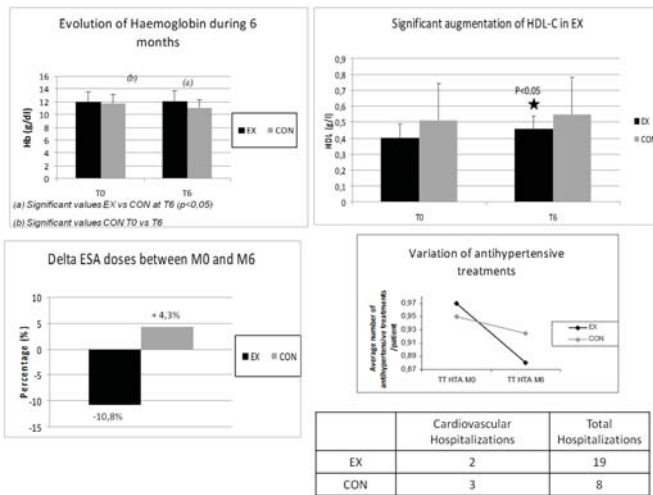 Evolution of Haemoglobin during 6
months
16
14
12
10
8
6
4
2
0
Hb (g/dl)
(b)
(a)
EX
CON
T0
T6
(a) Significant values EX vs CON at T6 (p<0,05)
(b) Significant values CON T0 vs T6
Significant augmentation of HDL-C in EX
0,9
0,8
0,7
0,6
0,5
0,4
0,3
0,2
0,1
0
HDL (g/l)
P<0.05
EX
CON
T0
T6
Delta ESA doses between M0 and M6
10
5
0
-5
-10
-15
Percentage (%)
+ 4,3%
-10,8%
EX
CON
Variation of antihypertensive
treatments
Average number of
antihypertensive treatments
/patient
0,97
0,95
0,93
0,91
0,89
0,87
EX
CON
TT HTA M0
TT HTA M6
Cardiovascular Hospitalizations
Total Hospitalizations
EX 2 19
CON 3 8